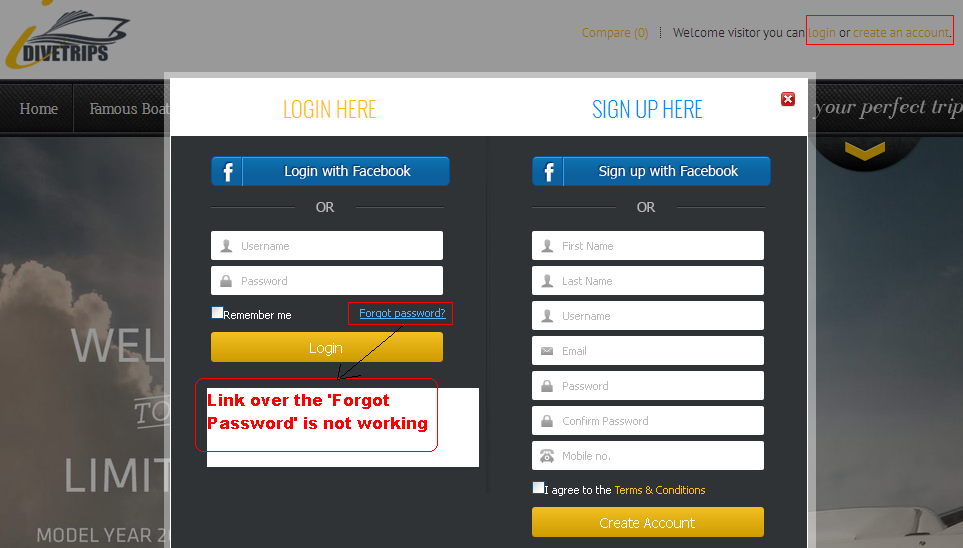 DIVETRIPS
Compare (0) | Welcome visitor you can login or create an account.
Home
Famous Boat
your perfect trip
LOGIN HERE
Login with Facebook
OR
Username
Password
Remember me
Forgot password?
Login
Link over the 'Forgot
Password' is not working
SIGN UP HERE
Sign up with Facebook
OR
First Name
Last Name
Username
Email
Password
Confirm Password
Mobile no.
I agree to the Terms & Conditions
Create Account
WEL
TO
LIMIT
MODEL YEAR 20